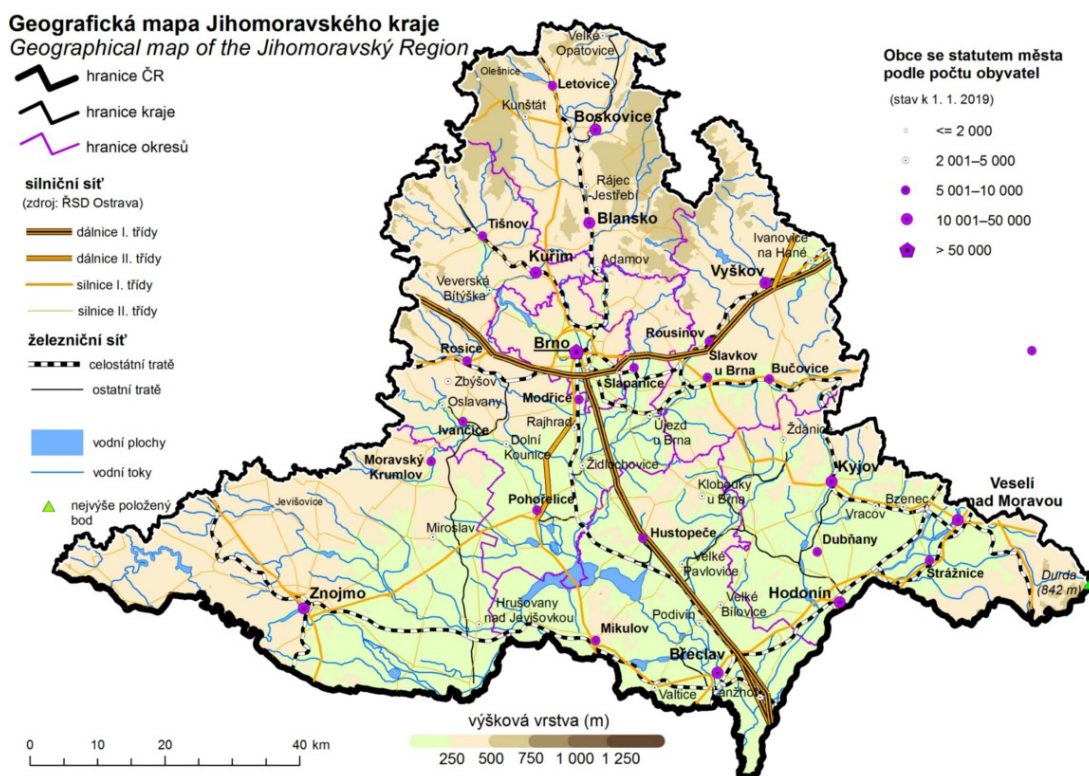 Geografická mapa Jihomoravského kraje
Geographical map of the Jihomoravský Region
hranice ČR
hranice kraje
hranice okresů
silniční síť
(zdroj: ŘSD Ostrava)
dálnice I. třídy
dálnice II. třídy
silnice I. třídy
silnice II. třídy
železniční síť
celostátní tratě
ostatní tratě
vodní plochy
vodní toky
nejvýše položený
bod
Obce se statutem města
podle počtu obyvatel
(stav k 1. 1. 2019)
<= 2 000
2 001–5 000
5 001–10 000
10 001–50 000
> 50 000
Velké
Opatovice
Olešnice
Letovice
Kunštát
Boskovice
Rájec
Jestřebí
Blansko
Tišnov
Kuřim
Adamov
Ivanovice
na Hané
Vyškov
Veverská
Bítýška
Rousínov
Brno
Rosice
Slavkov
u Brna
Bučovice
Šlapanice
Zbýšov
Modřice
Oslavany
Rajhrad
Újezd
u Brna
Ždánice
Ivančice
Dolní
Kounice
Židlochovice
Moravský
Krumlov
Kyjov
Klobouky
u Brna
Veselí
nad Moravou
Bzenec
Vracov
Jevišovice
Pohořelice
Miroslav
Hustopeče
Dubňany
Velké
Pavlovice
Strážnice
Durda
(842 m)
Znojmo
Hrušovany
nad Jevišovkou
Velké
Bílovice
Hodonín
Podivín
Mikulov
Břeclav
Valtice
Lanžhot
výšková vrstva (m)
250 500 750 1 000 1 250
0 10 20 40 km